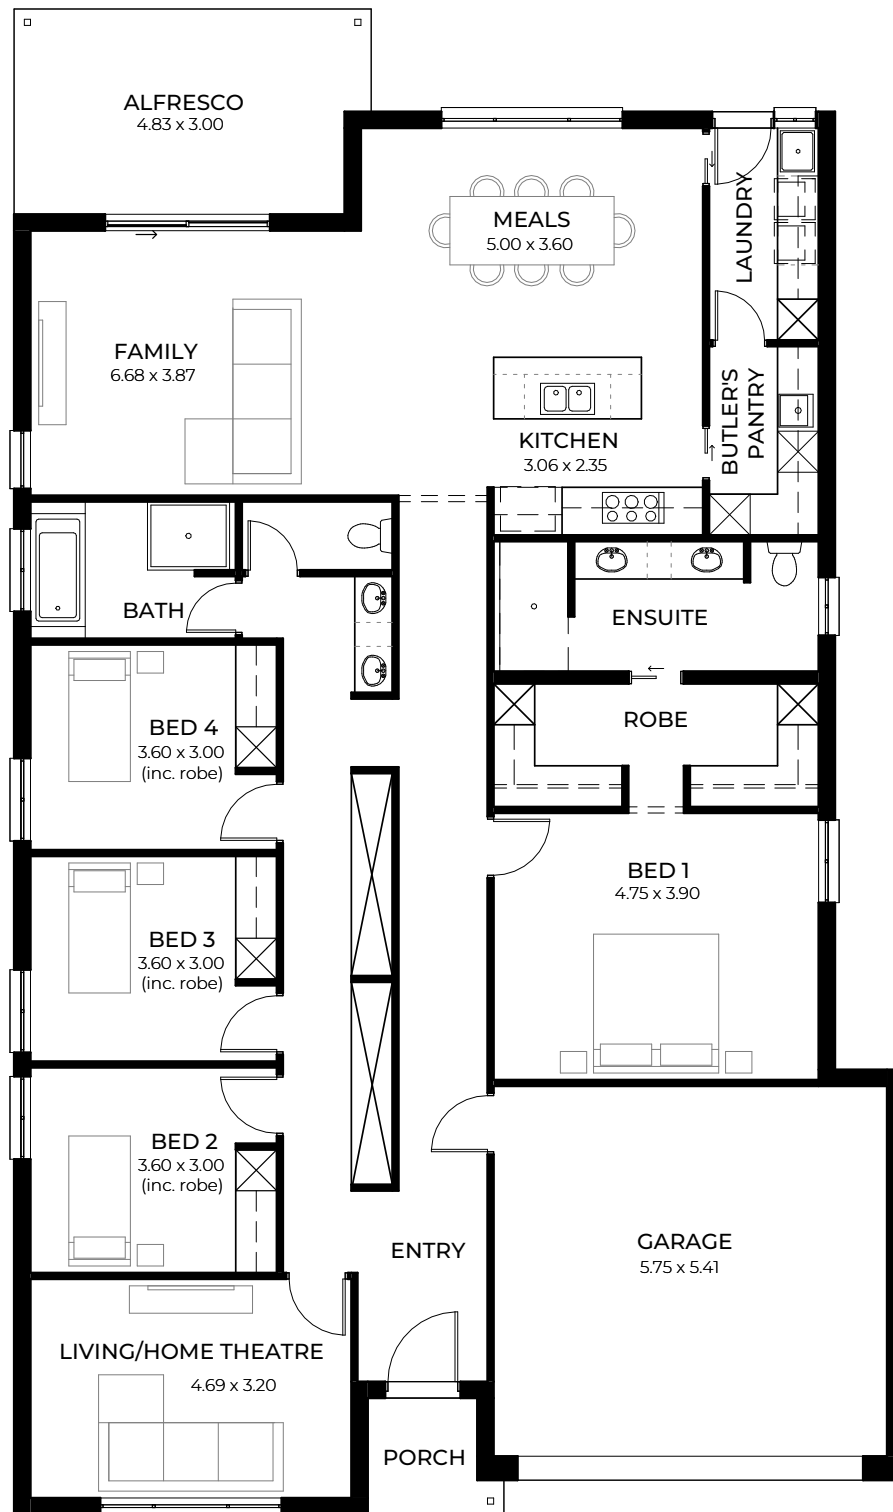 ALFRESCO
4.83 x 3.00
MEALS
5.00 x 3.60
LAUNDRY
FAMILY
6.68 x 3.87
BUTLER'S
PANTRY
KITCHEN
3.06 x 2.35
BATH
ENSUITE
ROBE
BED 4
3.60 x 3.00
(inc. robe)
BED 1
4.75 x 3.90
BED 3
3.60 x 3.00
(inc. robe)
BED 2
3.60 x 3.00
(inc. robe)
ENTRY
GARAGE
5.75 x 5.41
LIVING/HOME THEATRE
4.69 x 3.20
PORCH